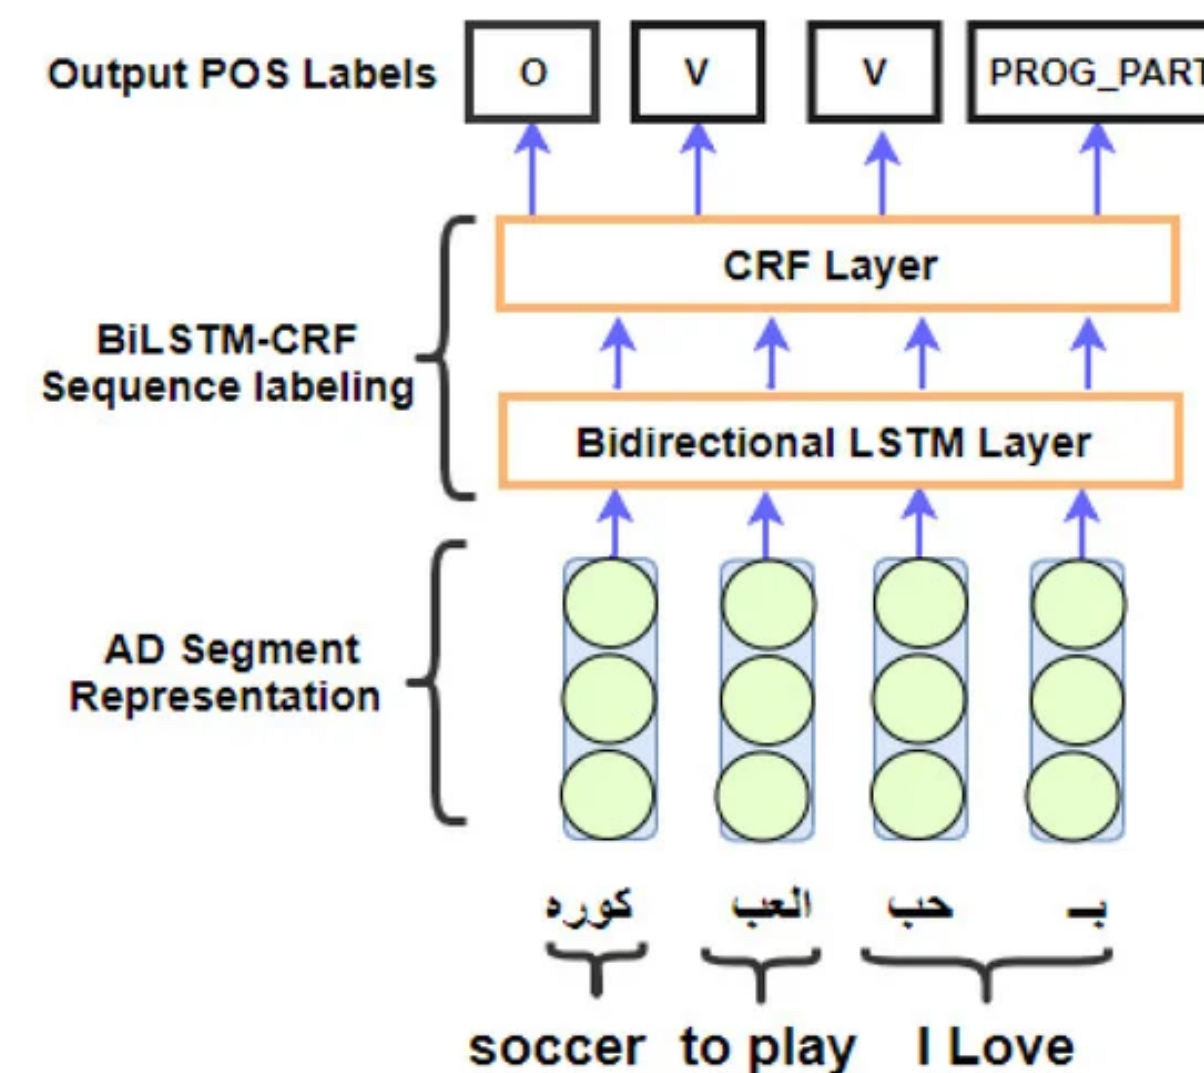 Output POS Labels
O
V
V
PROG_PART
CRF Layer
BiLSTM-CRF
Sequence labeling
Bidirectional LSTM Layer
AD Segment
Representation
بـ
حب
العب
كوره
soccer
to play
I Love